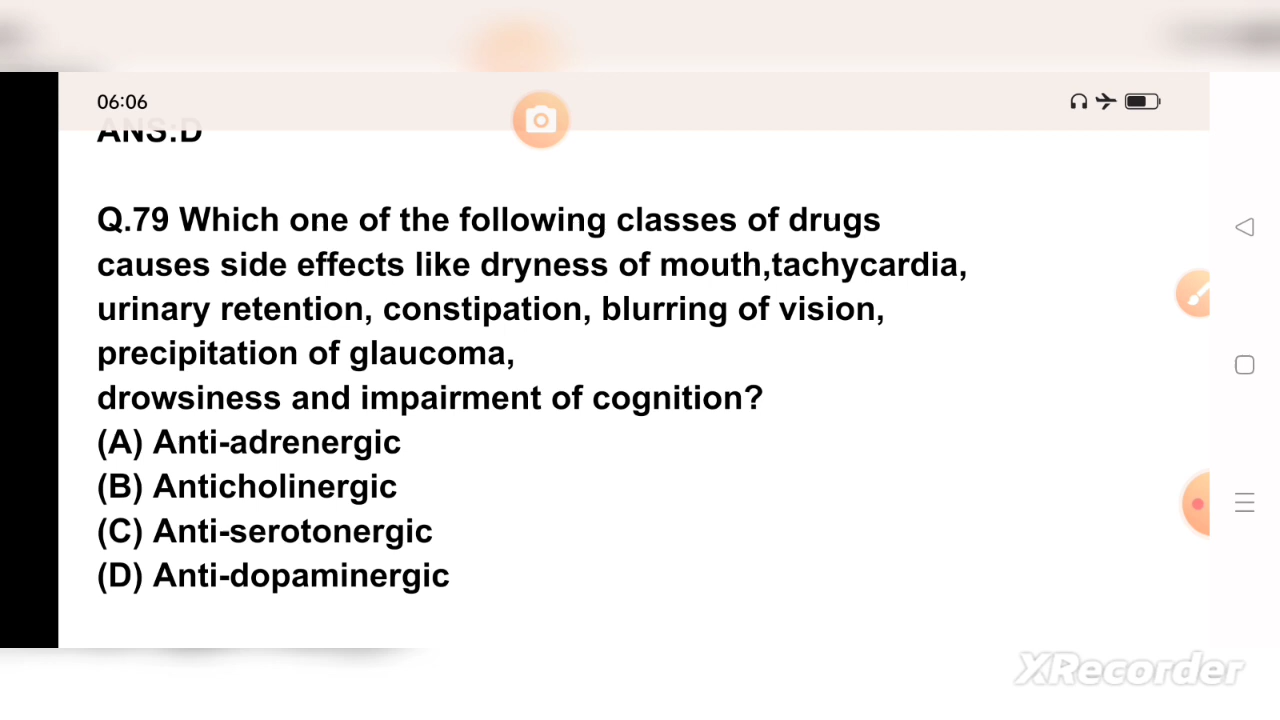 06:06
ANS:D
Q.79 Which one of the following classes of drugs
causes side effects like dryness of mouth,tachycardia,
urinary retention, constipation, blurring of vision,
precipitation of glaucoma,
drowsiness and impairment of cognition?
(A) Anti-adrenergic
(B) Anticholinergic
(C) Anti-serotonergic
(D) Anti-dopaminergic
XRecorder